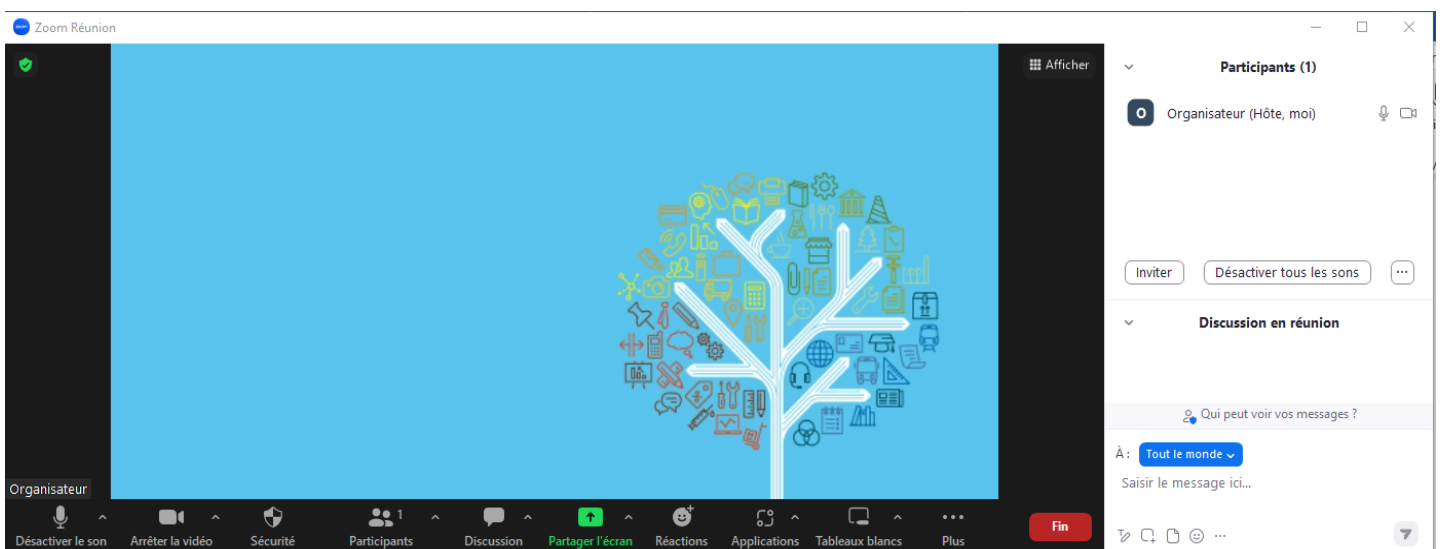 Zoom Réunion
Afficher
Organisateur
Désactiver le son
Arrêter la vidéo
Sécurité
Participants
1
Discussion
Partager l'écran
Réactions
Applications
Tableaux blancs
Plus
Fin
Participants (1)
O
Organisateur (Hôte, moi)
Inviter
Désactiver tous les sons
Discussion en réunion
Qui peut voir vos messages ?
À :
Tout le monde
Saisir le message ici...